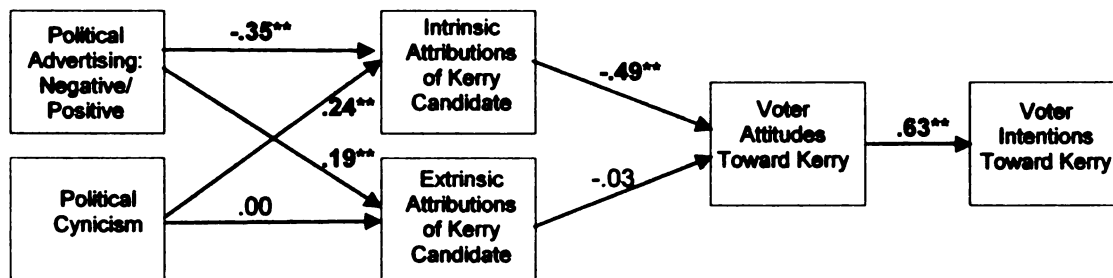 Political
Advertising:
Negative/
Positive
-.35**
Intrinsic
Attributions
of Kerry
Candidate
-.49**
.24**
Voter
Attitudes
Toward Kerry
.63**
Voter
Intentions
Toward Kerry
.19**
Political
Cynicism
.00
Extrinsic
Attributions
of Kerry
Candidate
-.03